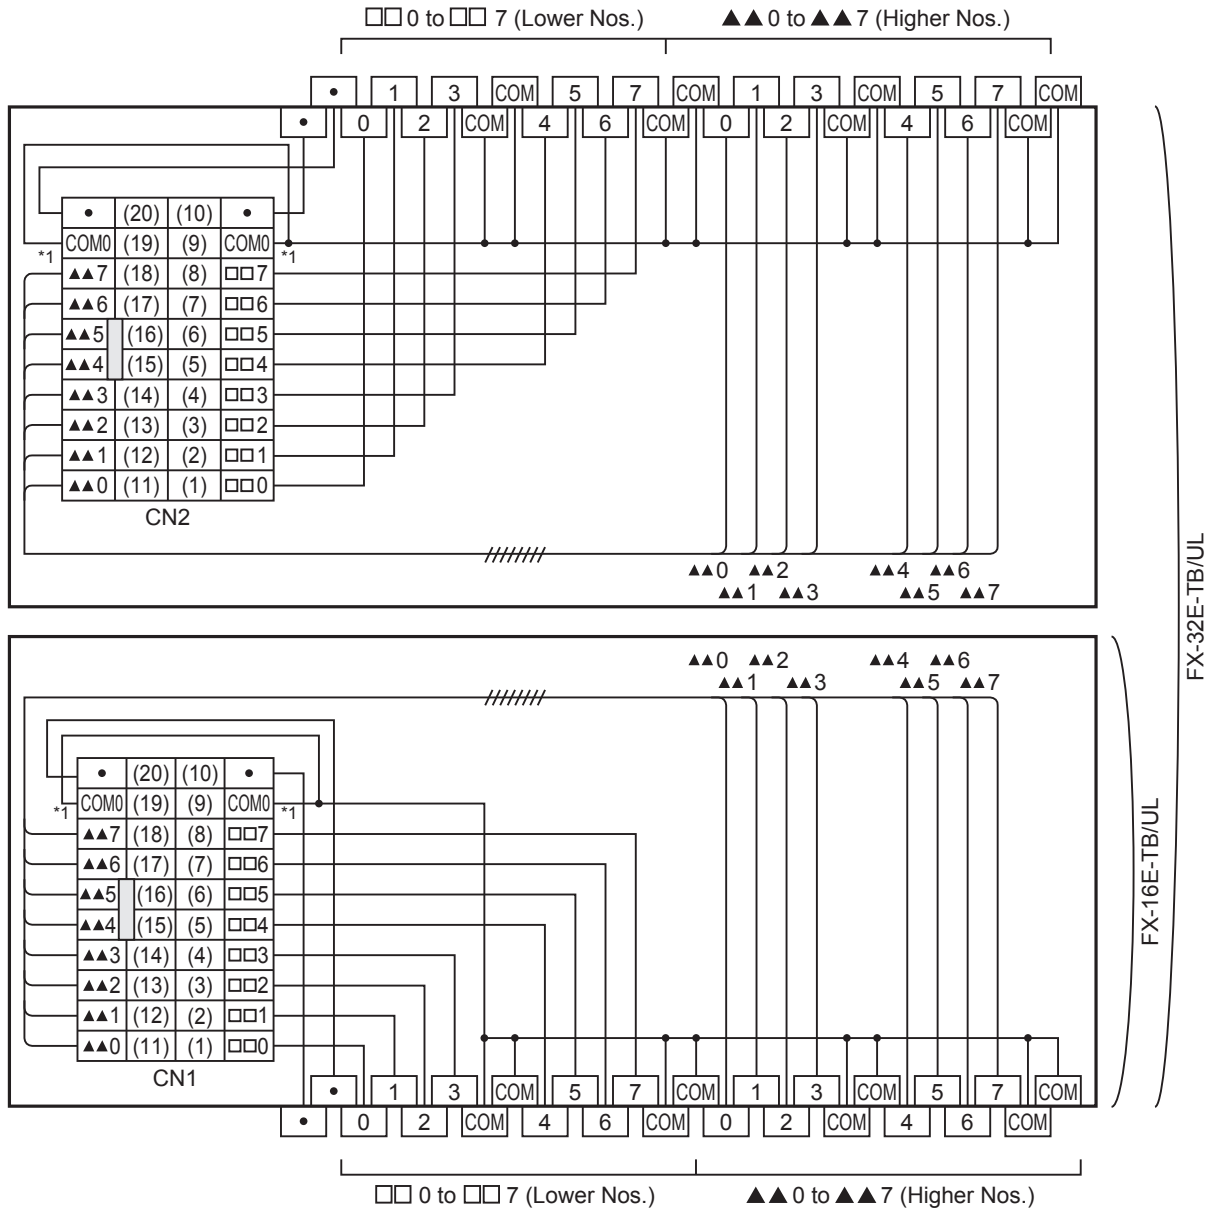 □□ 0 to □□ 7 (Lower Nos.) ▲▲ 0 to ▲▲ 7 (Higher Nos.)
• 1 3 COM 5 7 COM 1 3 COM 5 7 COM
• 0 2 COM 4 6 COM 0 2 COM 4 6 COM
• (20) (10) •
COM0 (19) (9) COM0
*1 *1
▲▲7 (18) (8) □□7
▲▲6 (17) (7) □□6
▲▲5 (16) (6) □□5
▲▲4 (15) (5) □□4
▲▲3 (14) (4) □□3
▲▲2 (13) (3) □□2
▲▲1 (12) (2) □□1
▲▲0 (11) (1) □□0
CN2
▲▲0 ▲▲2 ▲▲4 ▲▲6
▲▲1 ▲▲3 ▲▲5 ▲▲7
FX-32E-TB/UL
▲▲0 ▲▲2 ▲▲4 ▲▲6
▲▲1 ▲▲3 ▲▲5 ▲▲7
• (20) (10) •
COM0 (19) (9) COM0
*1 *1
▲▲7 (18) (8) □□7
▲▲6 (17) (7) □□6
▲▲5 (16) (6) □□5
▲▲4 (15) (5) □□4
▲▲3 (14) (4) □□3
▲▲2 (13) (3) □□2
▲▲1 (12) (2) □□1
▲▲0 (11) (1) □□0
CN1
FX-16E-TB/UL
• 1 3 COM 5 7 COM 1 3 COM 5 7 COM
• 0 2 COM 4 6 COM 0 2 COM 4 6 COM
□□ 0 to □□ 7 (Lower Nos.) ▲▲ 0 to ▲▲ 7 (Higher Nos.)